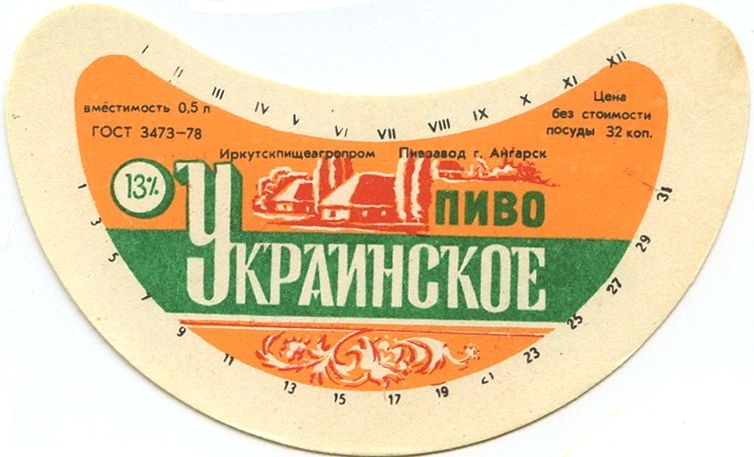 I II III IV V VI VII VIII IX X XI XII
вместимость 0,5 л
ГОСТ 3473-78
Цена
без стоимости
посуды 32 коп.
Иркутскпищеагропром Пивзавод г. Ангарск
13%
ПИВО
УКРАИНСКОЕ
1 3 5 7 9 11 13 15 17 19 21 23 25 27 29 31